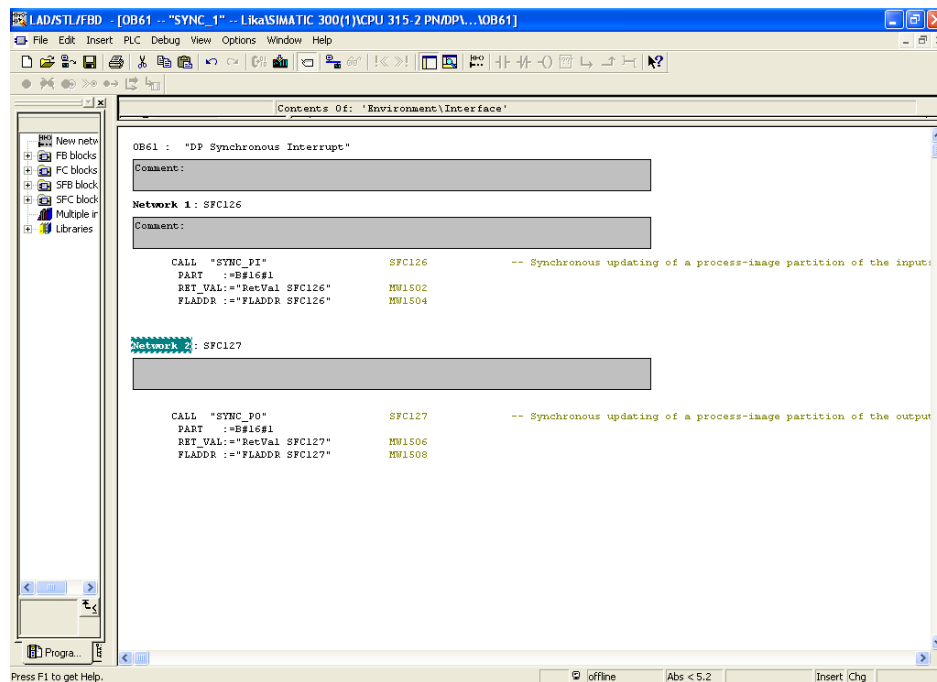 LAD/STL/FBD - [OB61 -- "SYNC_1" -- Lika\SIMATIC 300(1)\CPU 315-2 PN/DP\...\OB61]
File Edit Insert PLC Debug View Options Window Help
Contents Of: 'Environment\Interface'
New netw
FB blocks
FC blocks
SFB block
SFC block
Multiple in
Libraries
OB61 : "DP Synchronous Interrupt"
Comment:
Network 1: SFC126
Comment:
CALL "SYNC_PI" SFC126 -- Synchronous updating of a process-image partition of the inputs
PART :=B#16#1
RET_VAL:="RetVal SFC126" MW1502
FLADDR :="FLADDR SFC126" MW1504
Network 2: SFC127
CALL "SYNC_PO" SFC127 -- Synchronous updating of a process-image partition of the output
PART :=B#16#1
RET_VAL:="RetVal SFC127" MW1506
FLADDR :="FLADDR SFC127" MW1508
Progra...
Press F1 to get Help. offline Abs < 5.2 Insert Chg